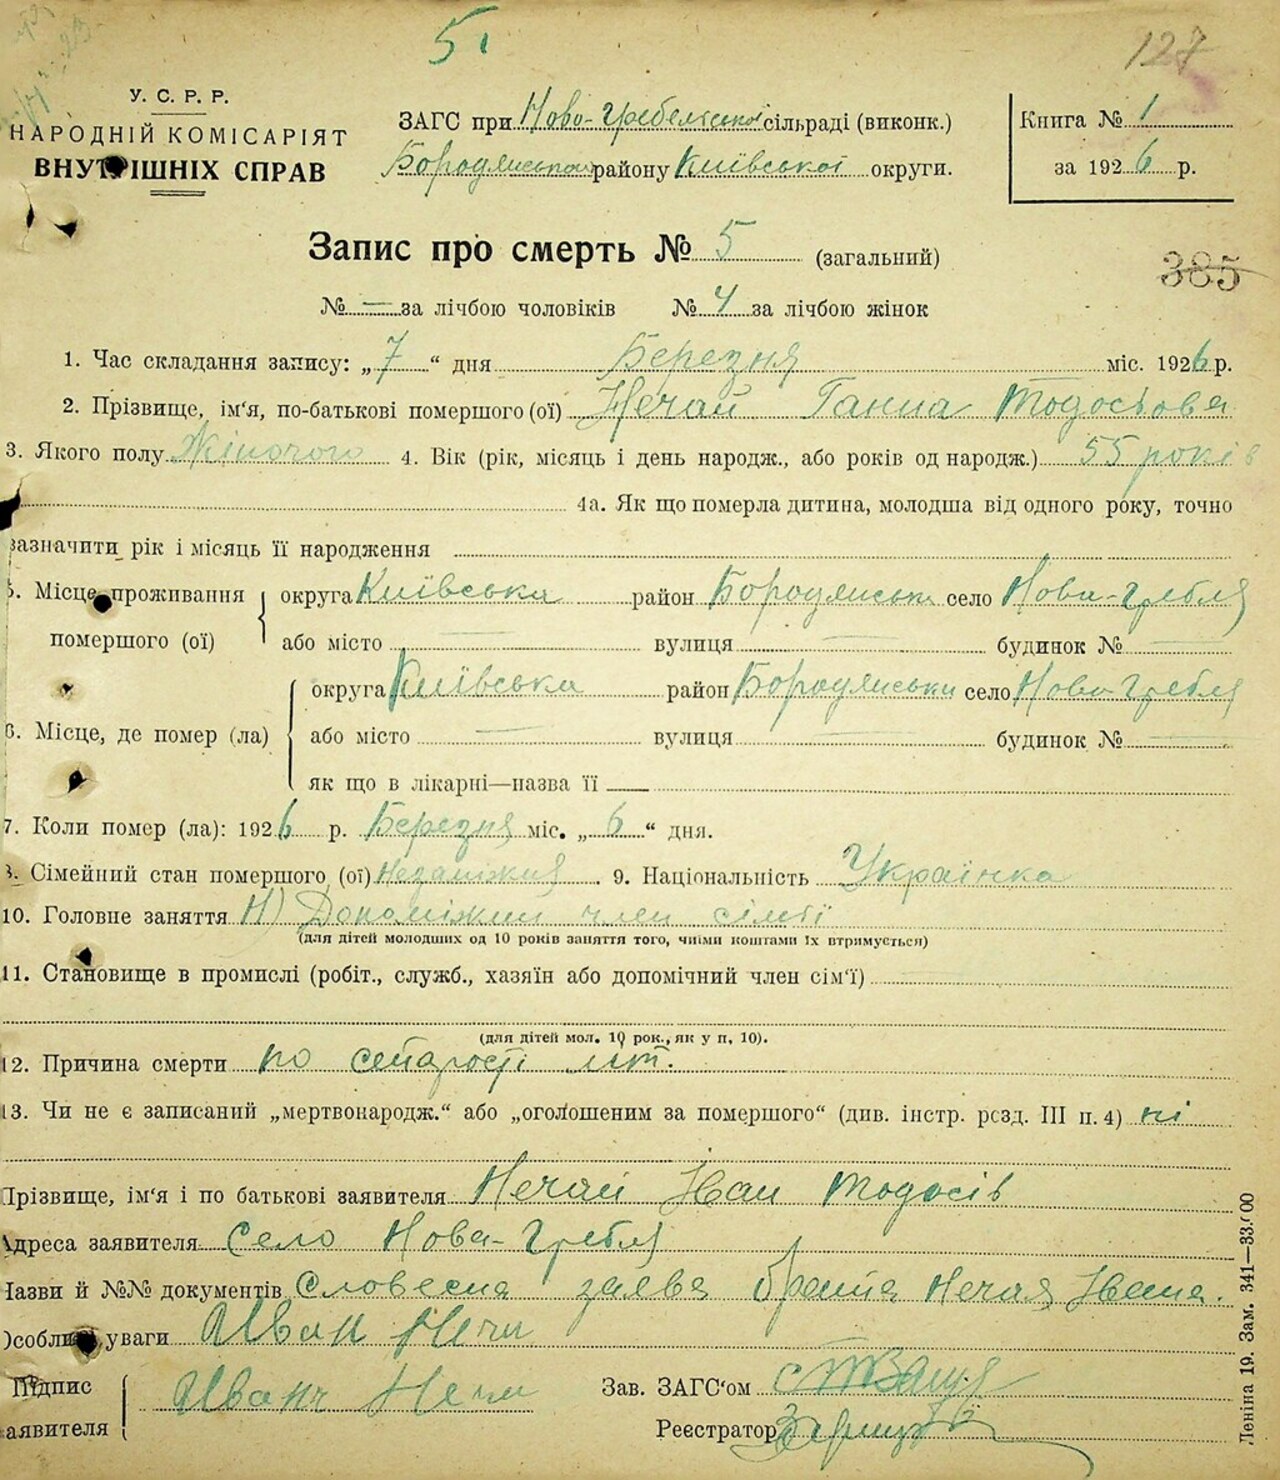 5
127
У. С. Р. Р.
НАРОДНІЙ КОМІСАРІЯТ
ВНУТРІШНІХ СПРАВ
ЗАГС при Ново-Гребельської сільраді (виконк.)
Бородянського району Київської округи.
Книга № 1
за 1926 р.
Запис про смерть № 5 (загальний)
385
№ — за лічбою чоловіків № 4 за лічбою жінок
1. Час складання запису: „7“ дня Березня міс. 1926 р.
2. Прізвище, ім'я, по-батькові помершого (ої) Нечай Ганна Тодосьова
3. Якого полу Жіночого 4. Вік (рік, місяць і день народж., або років од народж.) 55 років
4а. Як що померла дитина, молодша від одного року, точно
зазначити рік і місяць її народження
5. Місце проживання помершого (ої) округа Київська район Бородянськи село Нова-Гребля
або місто — вулиця — будинок № —
6. Місце, де помер (ла) округа Київська район Бородянськи село Нова-Гребля
або місто — вулиця — будинок № —
як що в лікарні—назва її —
7. Коли помер (ла): 1926 р. Березня міс. „6“ дня.
8. Сімейний стан помершого (ої) Незаміжня 9. Національність Українка
10. Головне заняття Н) Допоміжни член сімї
(для дітей молодших од 10 років заняття того, чиїми коштами їх втримується)
11. Становище в промислі (робіт., служб., хазяїн або допомічний член сім'ї)
(для дітей мол. 10 рок., як у п. 10).
12. Причина смерти по старості літ.
13. Чи не є записаний „мертвонародж.“ або „оголошеним за помершого“ (див. інстр. розд. III п. 4) ні
Прізвище, ім'я і по батькові заявителя Нечай Іван Тодосів
Адреса заявителя Село Нова-Гребля
Назви й №№ документів Словесна заява брата Нечая Івана.
Особливі уваги Иван Нечи
Підпис заявителя Иванъ Нечи
Зав. ЗАГС'ом
Реєстратор
Леніна 19. Зам. 341—33.000